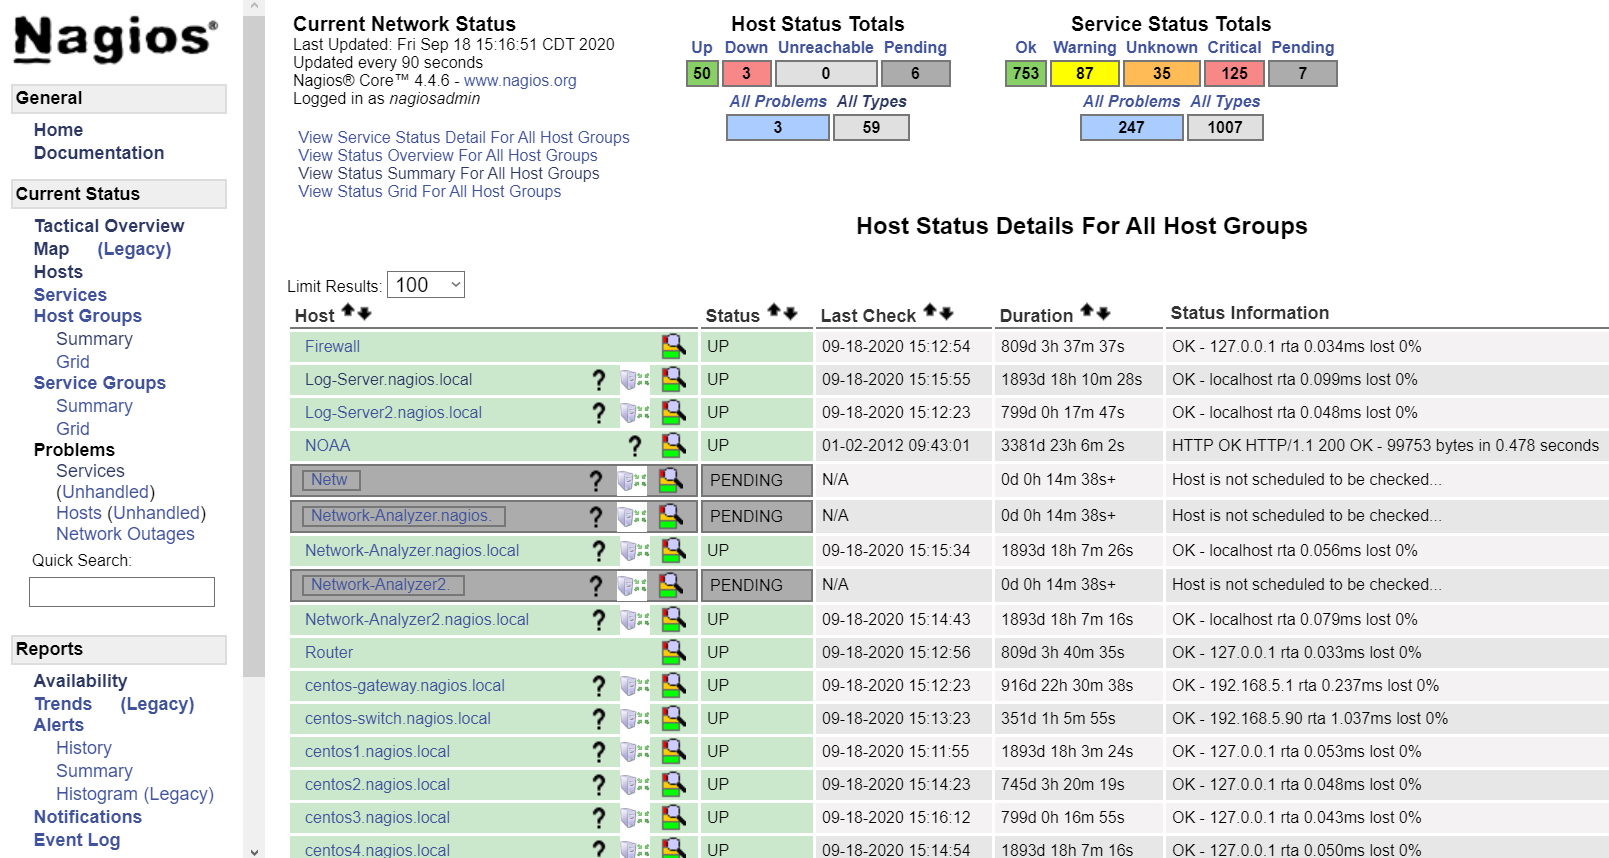 Nagios®
General
Home
Documentation
Current Status
Tactical Overview
Map (Legacy)
Hosts
Services
Host Groups
Summary
Grid
Service Groups
Summary
Grid
Problems
Services
(Unhandled)
Hosts (Unhandled)
Network Outages
Quick Search:
Reports
Availability
Trends (Legacy)
Alerts
History
Summary
Histogram (Legacy)
Notifications
Event Log
Current Network Status
Last Updated: Fri Sep 18 15:16:51 CDT 2020
Updated every 90 seconds
Nagios® Core™ 4.4.6 - www.nagios.org
Logged in as nagiosadmin
View Service Status Detail For All Host Groups
View Status Overview For All Host Groups
View Status Summary For All Host Groups
View Status Grid For All Host Groups
Host Status Totals
Up Down Unreachable Pending
50 3 0 6
All Problems All Types
3 59
Service Status Totals
Ok Warning Unknown Critical Pending
753 87 35 125 7
All Problems All Types
247 1007
Host Status Details For All Host Groups
Limit Results: 100
Host Status Last Check Duration Status Information
Firewall UP 09-18-2020 15:12:54 809d 3h 37m 37s OK - 127.0.0.1 rta 0.034ms lost 0%
Log-Server.nagios.local ? UP 09-18-2020 15:15:55 1893d 18h 10m 28s OK - localhost rta 0.099ms lost 0%
Log-Server2.nagios.local ? UP 09-18-2020 15:12:23 799d 0h 17m 47s OK - localhost rta 0.048ms lost 0%
NOAA ? UP 01-02-2012 09:43:01 3381d 23h 6m 2s HTTP OK HTTP/1.1 200 OK - 99753 bytes in 0.478 seconds
Netw ? PENDING N/A 0d 0h 14m 38s+ Host is not scheduled to be checked...
Network-Analyzer.nagios. ? PENDING N/A 0d 0h 14m 38s+ Host is not scheduled to be checked...
Network-Analyzer.nagios.local ? UP 09-18-2020 15:15:34 1893d 18h 7m 26s OK - localhost rta 0.056ms lost 0%
Network-Analyzer2. ? PENDING N/A 0d 0h 14m 38s+ Host is not scheduled to be checked...
Network-Analyzer2.nagios.local ? UP 09-18-2020 15:14:43 1893d 18h 7m 16s OK - localhost rta 0.079ms lost 0%
Router UP 09-18-2020 15:12:56 809d 3h 40m 35s OK - 127.0.0.1 rta 0.033ms lost 0%
centos-gateway.nagios.local ? UP 09-18-2020 15:12:23 916d 22h 30m 38s OK - 192.168.5.1 rta 0.237ms lost 0%
centos-switch.nagios.local ? UP 09-18-2020 15:13:23 351d 1h 5m 55s OK - 192.168.5.90 rta 1.037ms lost 0%
centos1.nagios.local ? UP 09-18-2020 15:11:55 1893d 18h 3m 24s OK - 127.0.0.1 rta 0.053ms lost 0%
centos2.nagios.local ? UP 09-18-2020 15:14:23 745d 3h 20m 19s OK - 127.0.0.1 rta 0.048ms lost 0%
centos3.nagios.local ? UP 09-18-2020 15:16:12 799d 0h 16m 55s OK - 127.0.0.1 rta 0.043ms lost 0%
centos4.nagios.local ? UP 09-18-2020 15:14:54 1893d 18h 7m 16s OK - 127.0.0.1 rta 0.050ms lost 0%